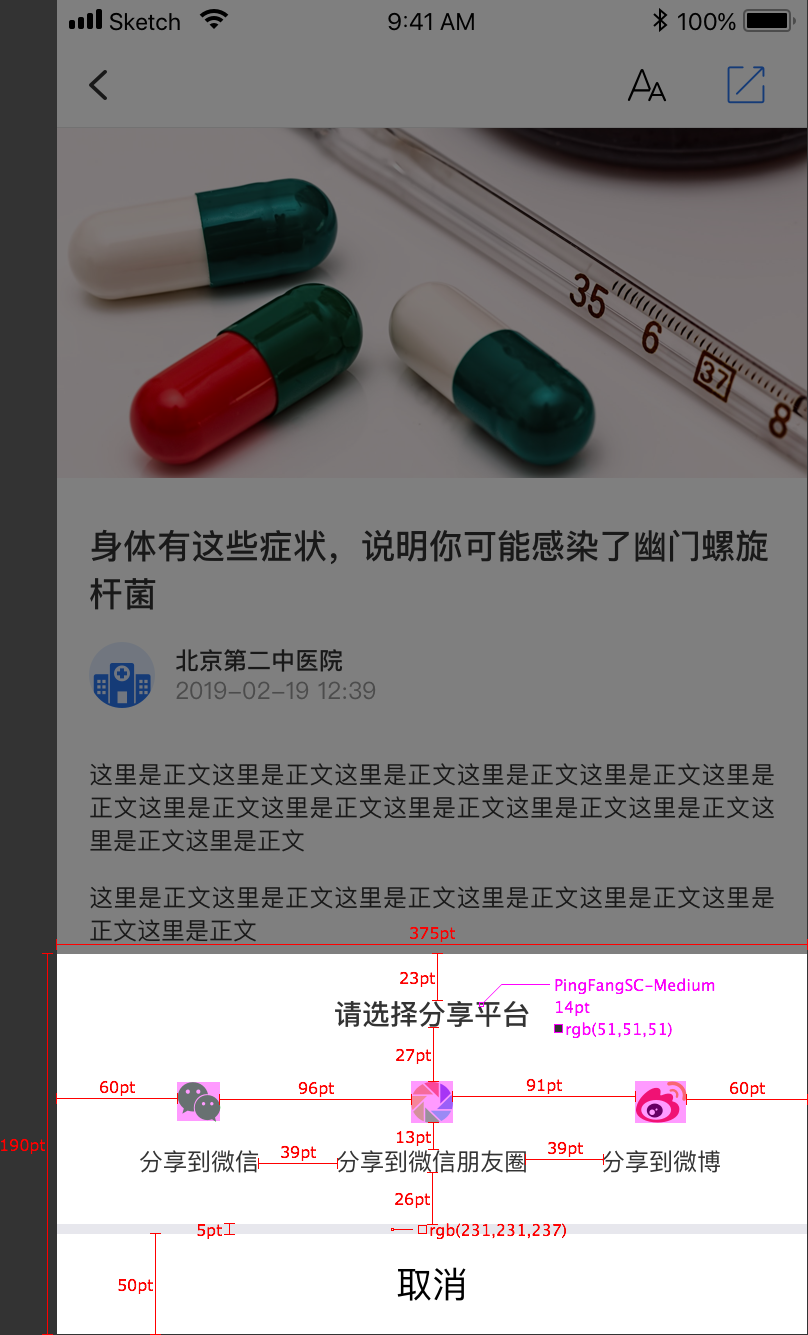 Sketch 9:41 AM 100%
AA
35
6
37
8
身体有这些症状，说明你可能感染了幽门螺旋
杆菌
北京第二中医院
2019-02-19 12:39
这里是正文这里是正文这里是正文这里是正文这里是正文这里是
正文这里是正文这里是正文这里是正文这里是正文这里是正文这
里是正文这里是正文
这里是正文这里是正文这里是正文这里是正文这里是正文这里是
正文这里是正文
375pt
23pt
PingFangSC-Medium
14pt
rgb(51,51,51)
请选择分享平台
27pt
60pt 96pt 91pt 60pt
13pt
190pt
分享到微信 39pt 分享到微信朋友圈 39pt 分享到微博
26pt
5pt rgb(231,231,237)
50pt
取消